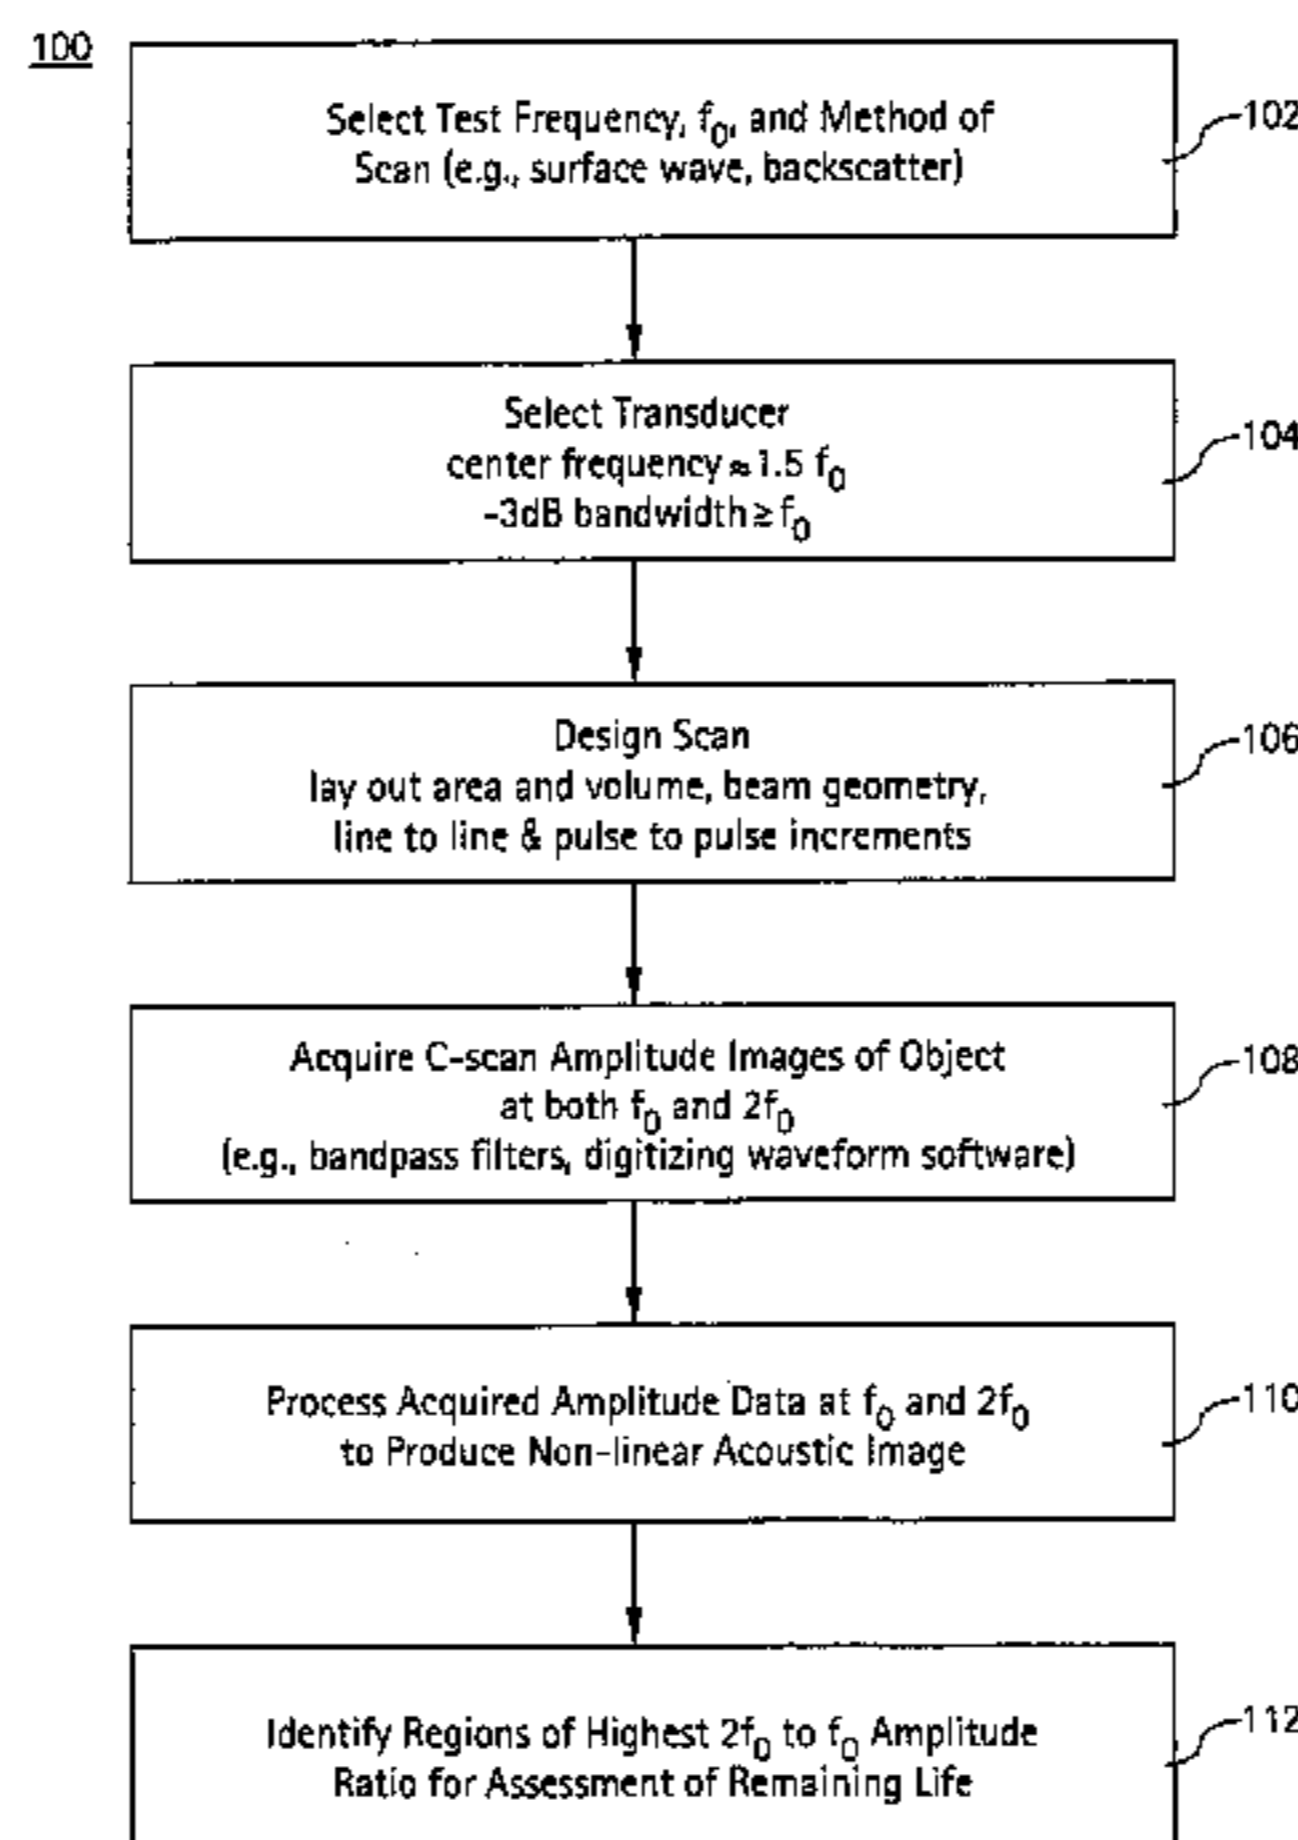 100
Select Test Frequency, f₀, and Method of
Scan (e.g., surface wave, backscatter)
102
Select Transducer
center frequency ≈ 1.5 f₀
-3dB bandwidth ≥ f₀
104
Design Scan
lay out area and volume, beam geometry,
line to line & pulse to pulse increments
106
Acquire C-scan Amplitude Images of Object
at both f₀ and 2f₀
(e.g., bandpass filters, digitizing waveform software)
108
Process Acquired Amplitude Data at f₀ and 2f₀
to Produce Non-linear Acoustic Image
110
Identify Regions of Highest 2f₀ to f₀ Amplitude
Ratio for Assessment of Remaining Life
112